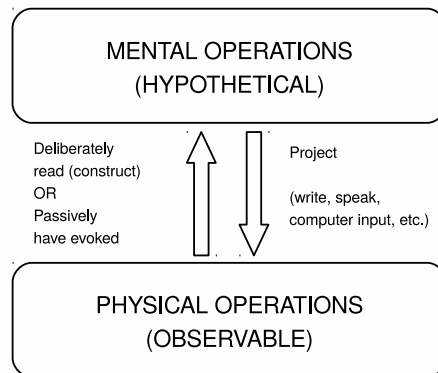 MENTAL OPERATIONS
(HYPOTHETICAL)
Deliberately
read (construct)
OR
Passively
have evoked
Project
(write, speak,
computer input, etc.)
PHYSICAL OPERATIONS
(OBSERVABLE)